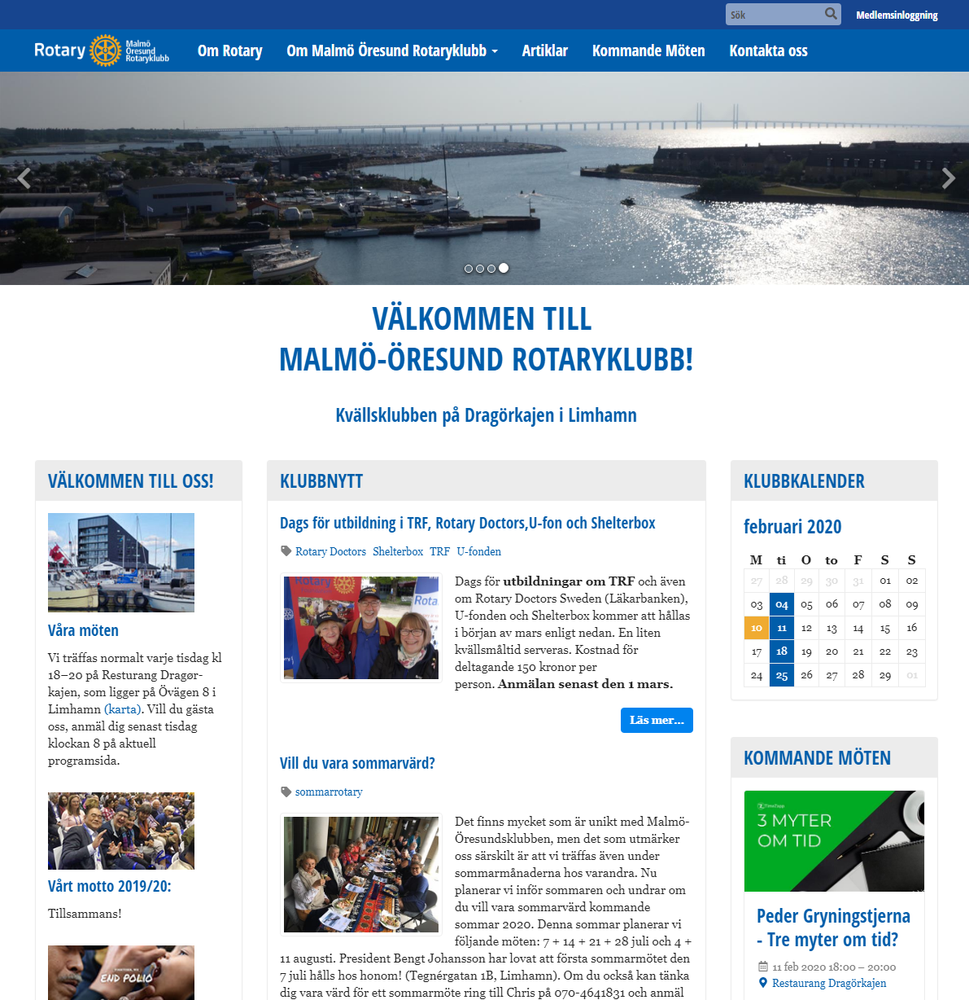 Sök
Medlemsinloggning
Rotary
Malmö
Öresund
Rotaryklubb
Om Rotary
Om Malmö Öresund Rotaryklubb
Artiklar
Kommande Möten
Kontakta oss
VÄLKOMMEN TILL
MALMÖ-ÖRESUND ROTARYKLUBB!
Kvällsklubben på Dragörkajen i Limhamn
VÄLKOMMEN TILL OSS!
Våra möten
Vi träffas normalt varje tisdag kl
18–20 på Resturang Dragør-
kajen, som ligger på Övägen 8 i
Limhamn (karta). Vill du gästa
oss, anmäl dig senast tisdag
klockan 8 på aktuell
programsida.
Vårt motto 2019/20:
Tillsammans!
END POLIO
KLUBBNYTT
Dags för utbildning i TRF, Rotary Doctors,U-fon och Shelterbox
Rotary Doctors Shelterbox TRF U-fonden
Rotary
Rota
Dags för utbildningar om TRF och även
om Rotary Doctors Sweden (Läkarbanken),
U-fonden och Shelterbox kommer att hållas
i början av mars enligt nedan. En liten
kvällsmåltid serveras. Kostnad för
deltagande 150 kronor per
person. Anmälan senast den 1 mars.
Läs mer...
Vill du vara sommarvärd?
sommarrotary
Det finns mycket som är unikt med Malmö-
Öresundsklubben, men det som utmärker
oss särskilt är att vi träffas även under
sommarmånaderna hos varandra. Nu
planerar vi inför sommaren och undrar om
du vill vara sommarvärd kommande
sommar 2020. Denna sommar planerar vi
följande möten: 7 + 14 + 21 + 28 juli och 4 +
11 augusti. President Bengt Johansson har lovat att första sommarmötet den
7 juli hålls hos honom! (Tegnérgatan 1B, Limhamn). Om du också kan tänka
dig vara värd för ett sommarmöte ring till Chris på 070-4641831 och anmäl
KLUBBKALENDER
februari 2020
M ti O to F S S
27 28 29 30 31 01 02
03 04 05 06 07 08 09
10 11 12 13 14 15 16
17 18 19 20 21 22 23
24 25 26 27 28 29 01
KOMMANDE MÖTEN
TimeZapp
3 MYTER
OM TID
Peder Gryningstjerna
- Tre myter om tid?
11 feb 2020 18:00 – 20:00
Restaurang Dragörkajen